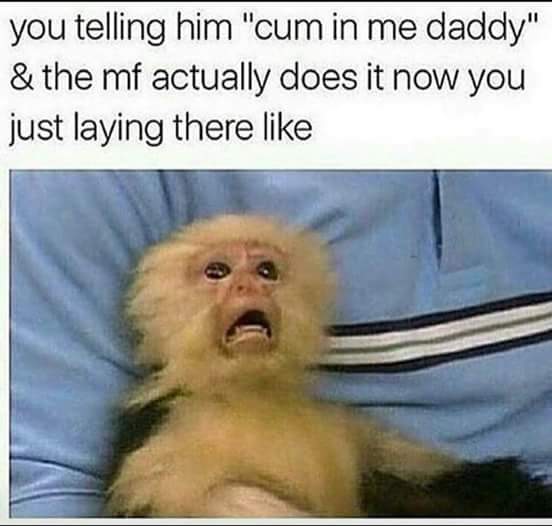 you telling him "cum in me daddy"
& the mf actually does it now you
just laying there like